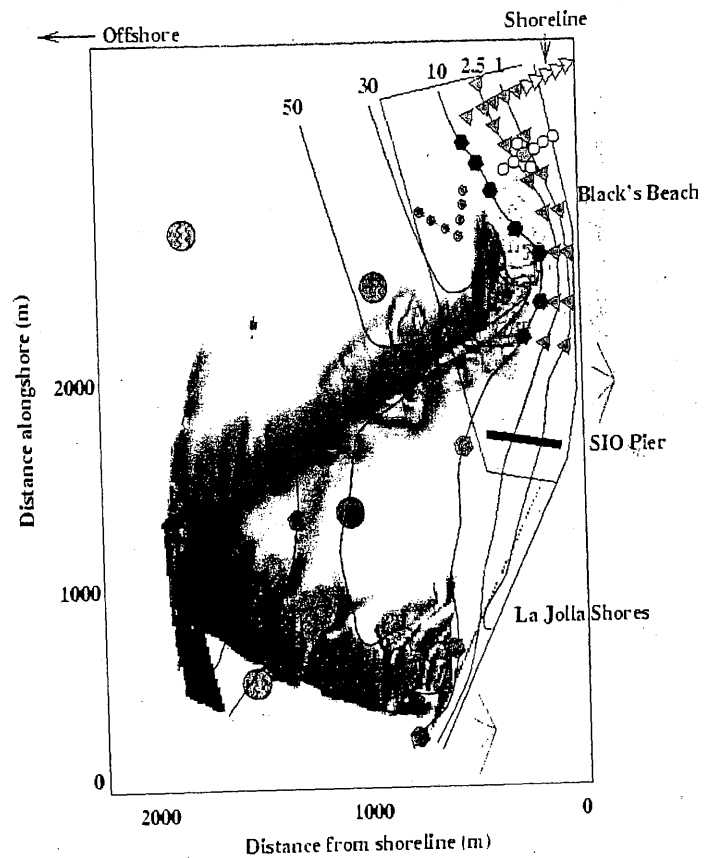 Shoreline
Offshore
50
30
10
2.5
1
Black's Beach
Distance alongshore (m)
2000
SIO Pier
1000
La Jolla Shores
0
2000
1000
0
Distance from shoreline (m)